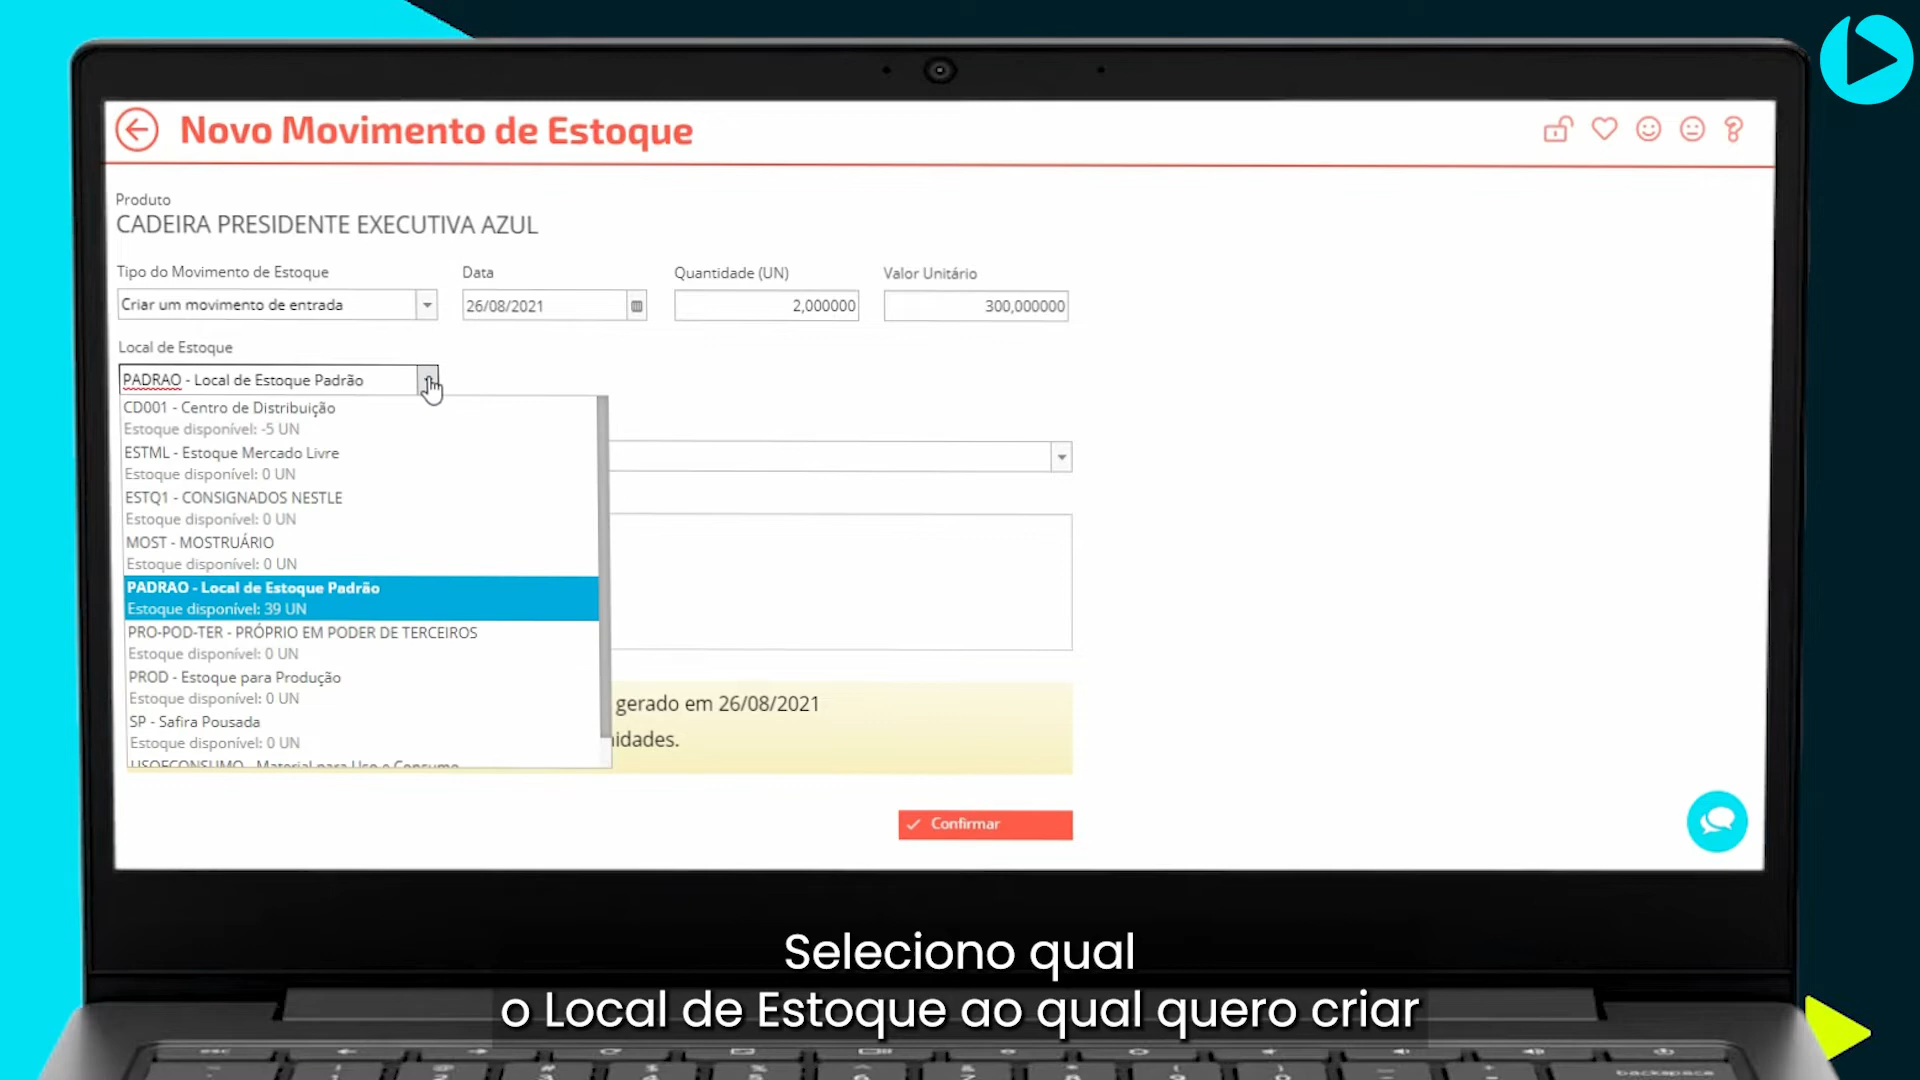 Novo Movimento de Estoque
Produto
CADEIRA PRESIDENTE EXECUTIVA AZUL
Tipo do Movimento de Estoque
Data
Quantidade (UN)
Valor Unitário
Criar um movimento de entrada
26/08/2021
2,000000
300,000000
Local de Estoque
PADRAO - Local de Estoque Padrão
CD001 - Centro de Distribuição
Estoque disponível: -5 UN
ESTML - Estoque Mercado Livre
Estoque disponível: 0 UN
ESTQ1 - CONSIGNADOS NESTLE
Estoque disponível: 0 UN
MOST - MOSTRUÁRIO
Estoque disponível: 0 UN
PADRAO - Local de Estoque Padrão
Estoque disponível: 39 UN
PRO-POD-TER - PRÓPRIO EM PODER DE TERCEIROS
Estoque disponível: 0 UN
PROD - Estoque para Produção
Estoque disponível: 0 UN
SP - Safira Pousada
Estoque disponível: 0 UN
USOECONSUMO - Material para Uso e Consumo
gerado em 26/08/2021
idades.
Confirmar
Seleciono qual
o Local de Estoque ao qual quero criar
backspace